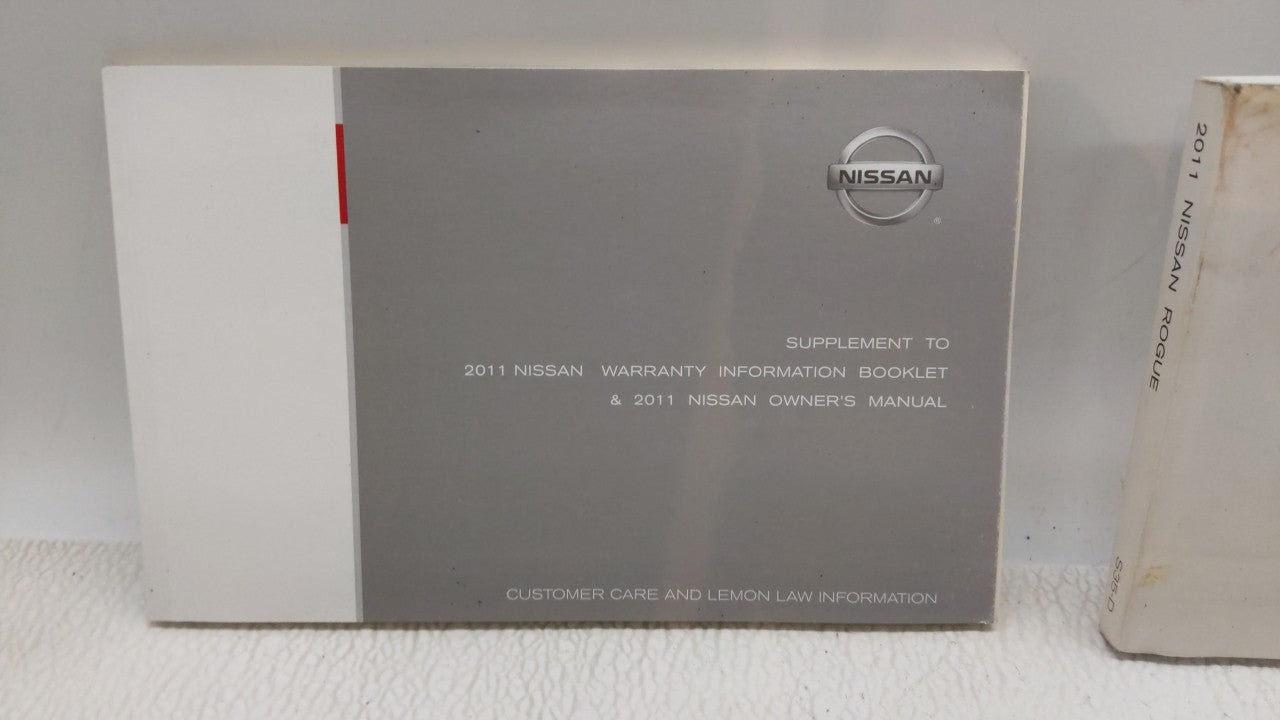 NISSAN
®
SUPPLEMENT TO
2011 NISSAN WARRANTY INFORMATION BOOKLET
& 2011 NISSAN OWNER'S MANUAL
CUSTOMER CARE AND LEMON LAW INFORMATION
2011 NISSAN ROGUE
S35-D